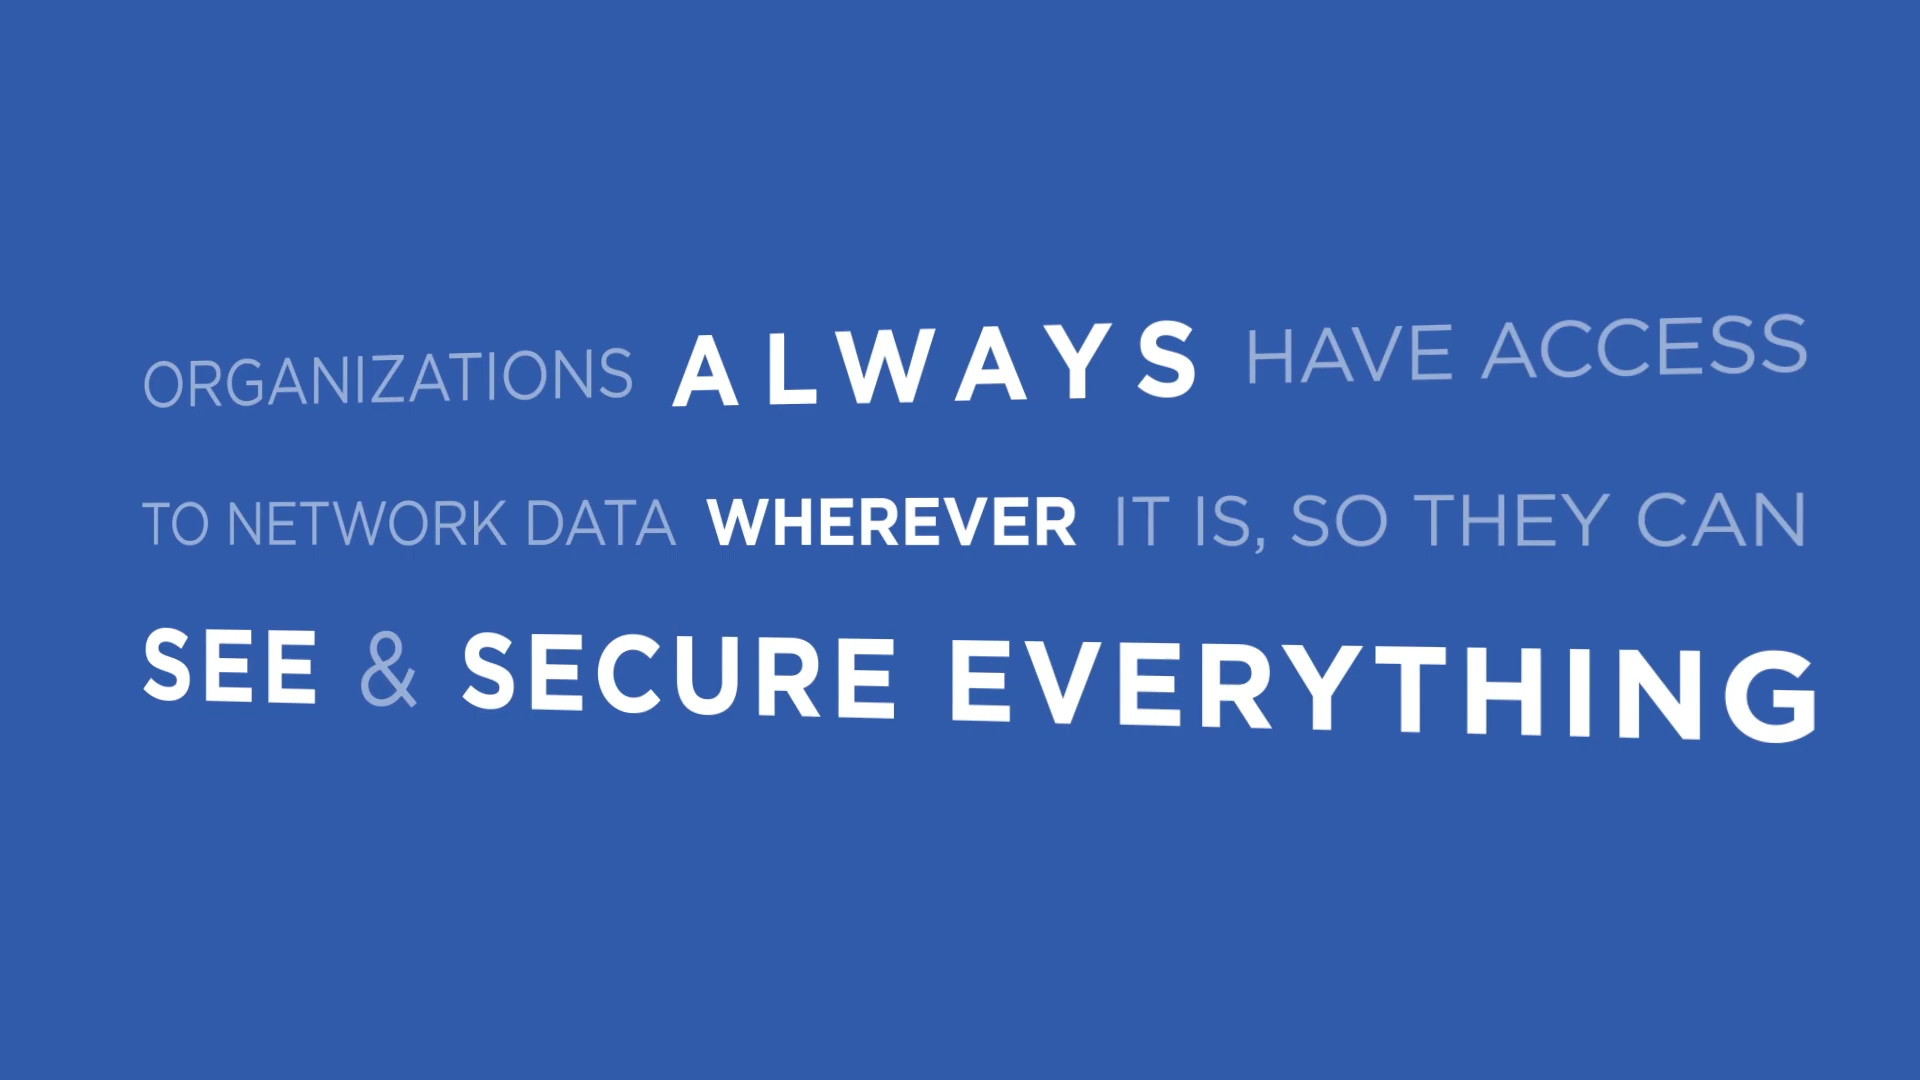 ORGANIZATIONS ALWAYS HAVE ACCESS
TO NETWORK DATA WHEREVER IT IS, SO THEY CAN
SEE & SECURE EVERYTHING